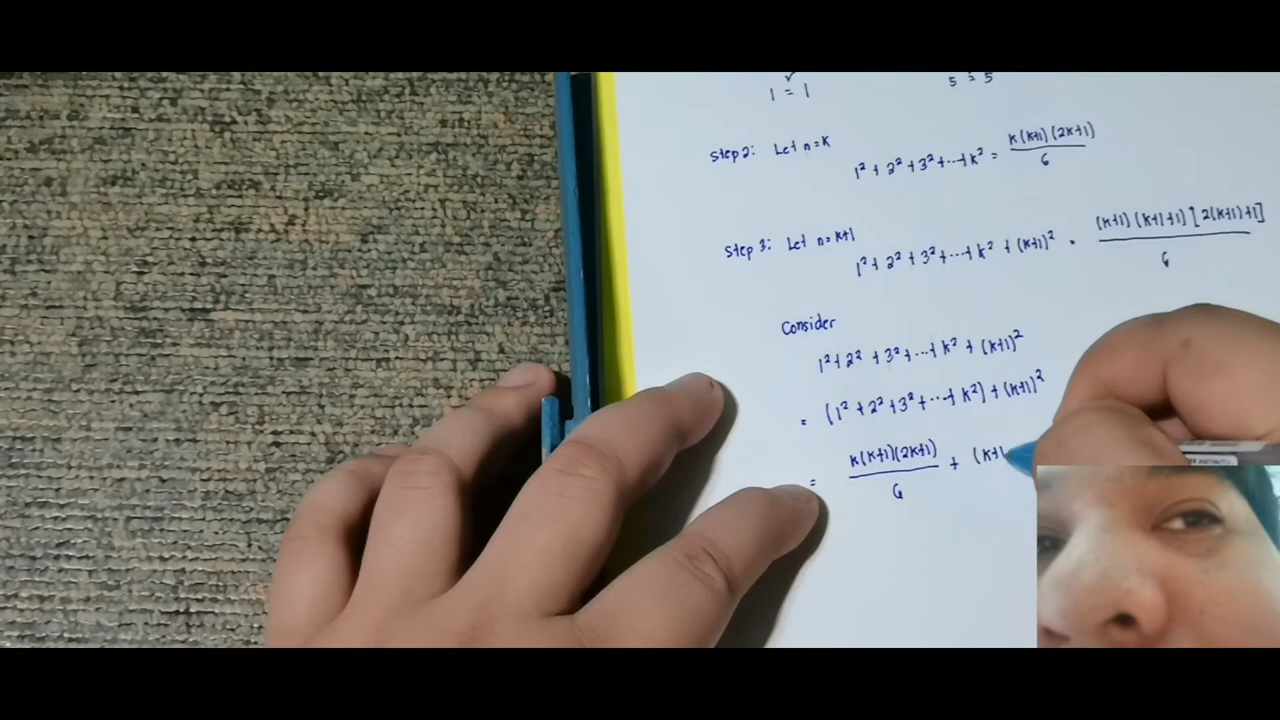 1 = 1 5 = 5
Step 2: Let n = k
1² + 2² + 3² + ... + k² = k(k+1)(2k+1) / 6
Step 3: Let n = k+1
1² + 2² + 3² + ... + k² + (k+1)² = (k+1)(k+1+1)[2(k+1)+1] / 6
Consider
1² + 2² + 3² + ... + k² + (k+1)²
= (1² + 2² + 3² + ... + k²) + (k+1)²
= k(k+1)(2k+1) / 6 + (k+1